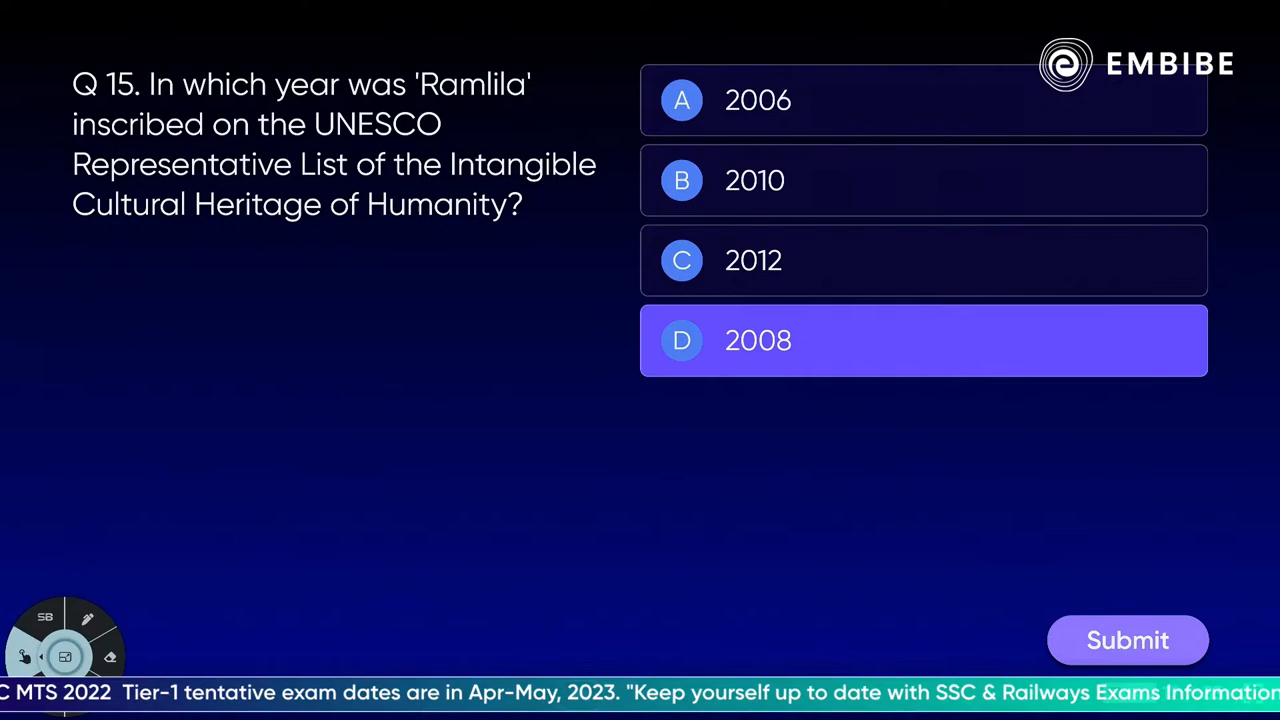 EMBIBE
Q 15. In which year was 'Ramlila'
inscribed on the UNESCO
Representative List of the Intangible
Cultural Heritage of Humanity?
A 2006
B 2010
C 2012
D 2008
SB
Submit
C MTS 2022 Tier-1 tentative exam dates are in Apr-May, 2023. "Keep yourself up to date with SSC & Railways Exams Information